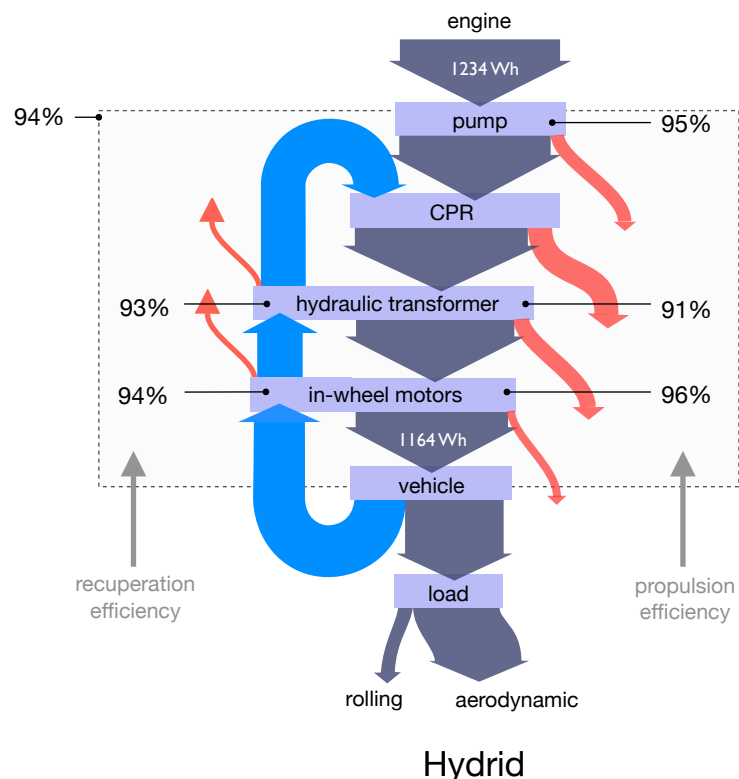 engine
1234 Wh
94%
pump
95%
CPR
93%
hydraulic transformer
91%
94%
in-wheel motors
96%
1164 Wh
vehicle
recuperation
efficiency
propulsion
efficiency
load
rolling
aerodynamic
Hydrid